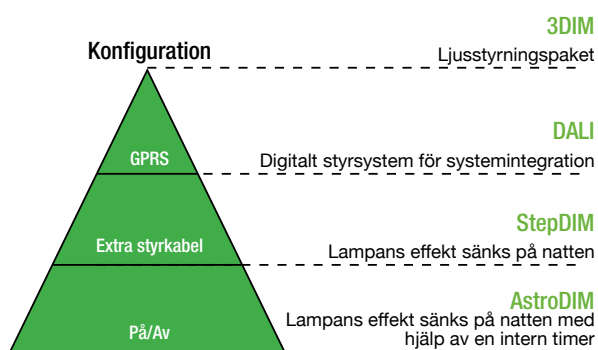 3DIM
Konfiguration
Ljusstyrningspaket
DALI
GPRS
Digitalt styrsystem för systemintegration
StepDIM
Extra styrkabel
Lampans effekt sänks på natten
AstroDIM
Lampans effekt sänks på natten med
På/Av
hjälp av en intern timer